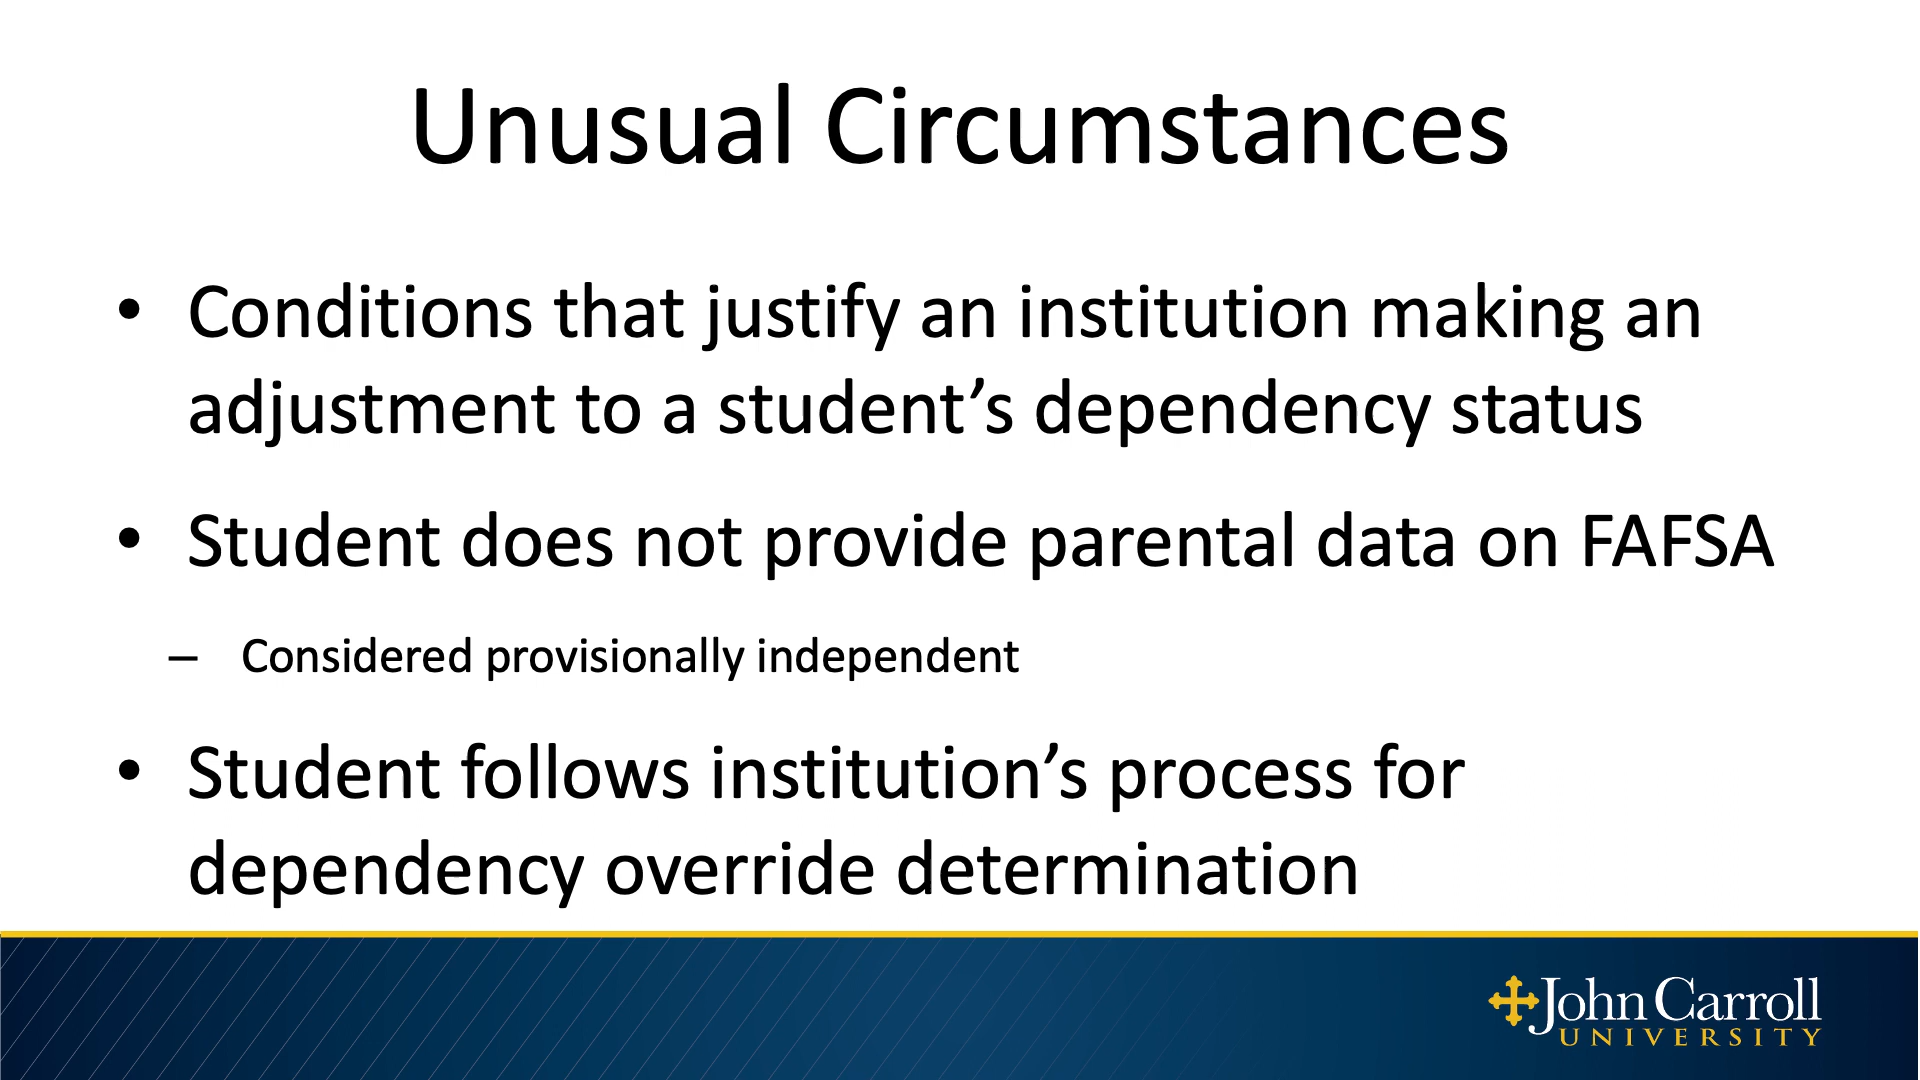 Unusual Circumstances
• Conditions that justify an institution making an
adjustment to a student’s dependency status
• Student does not provide parental data on FAFSA
– Considered provisionally independent
• Student follows institution’s process for
dependency override determination
John Carroll
UNIVERSITY